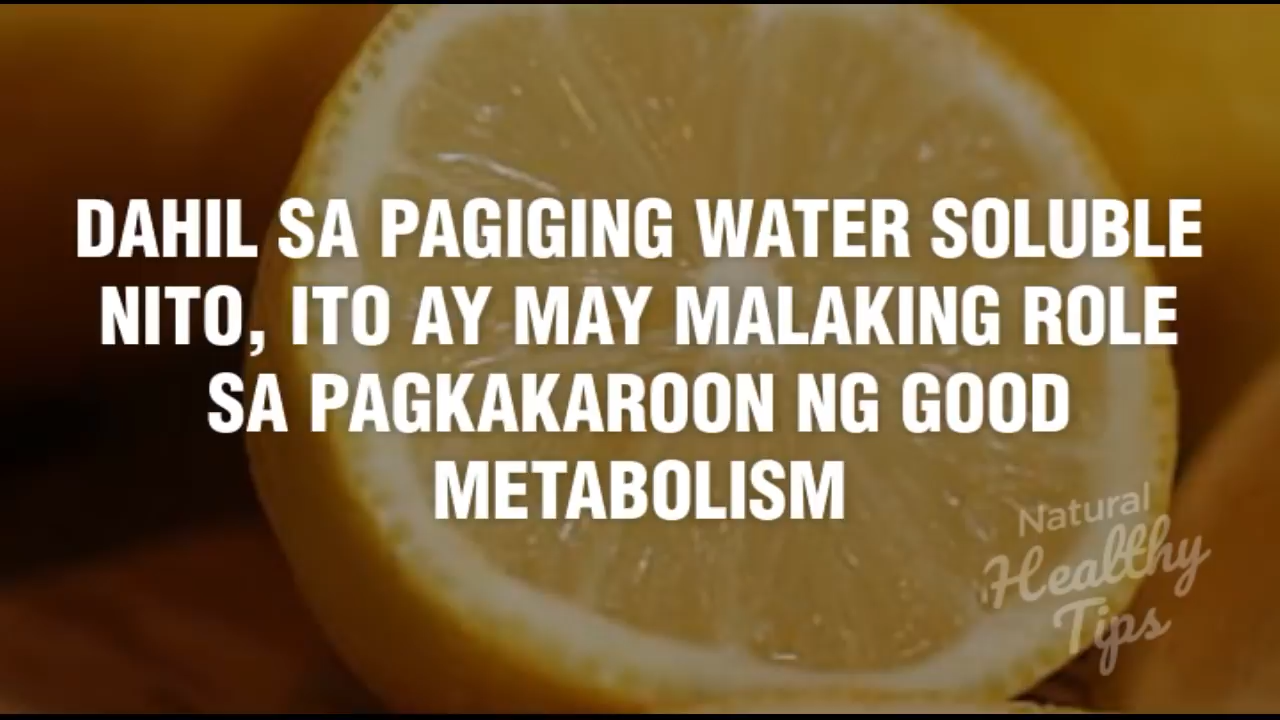 DAHIL SA PAGIGING WATER SOLUBLE
NITO, ITO AY MAY MALAKING ROLE
SA PAGKAKAROON NG GOOD
METABOLISM
Natural
Healthy
Tips